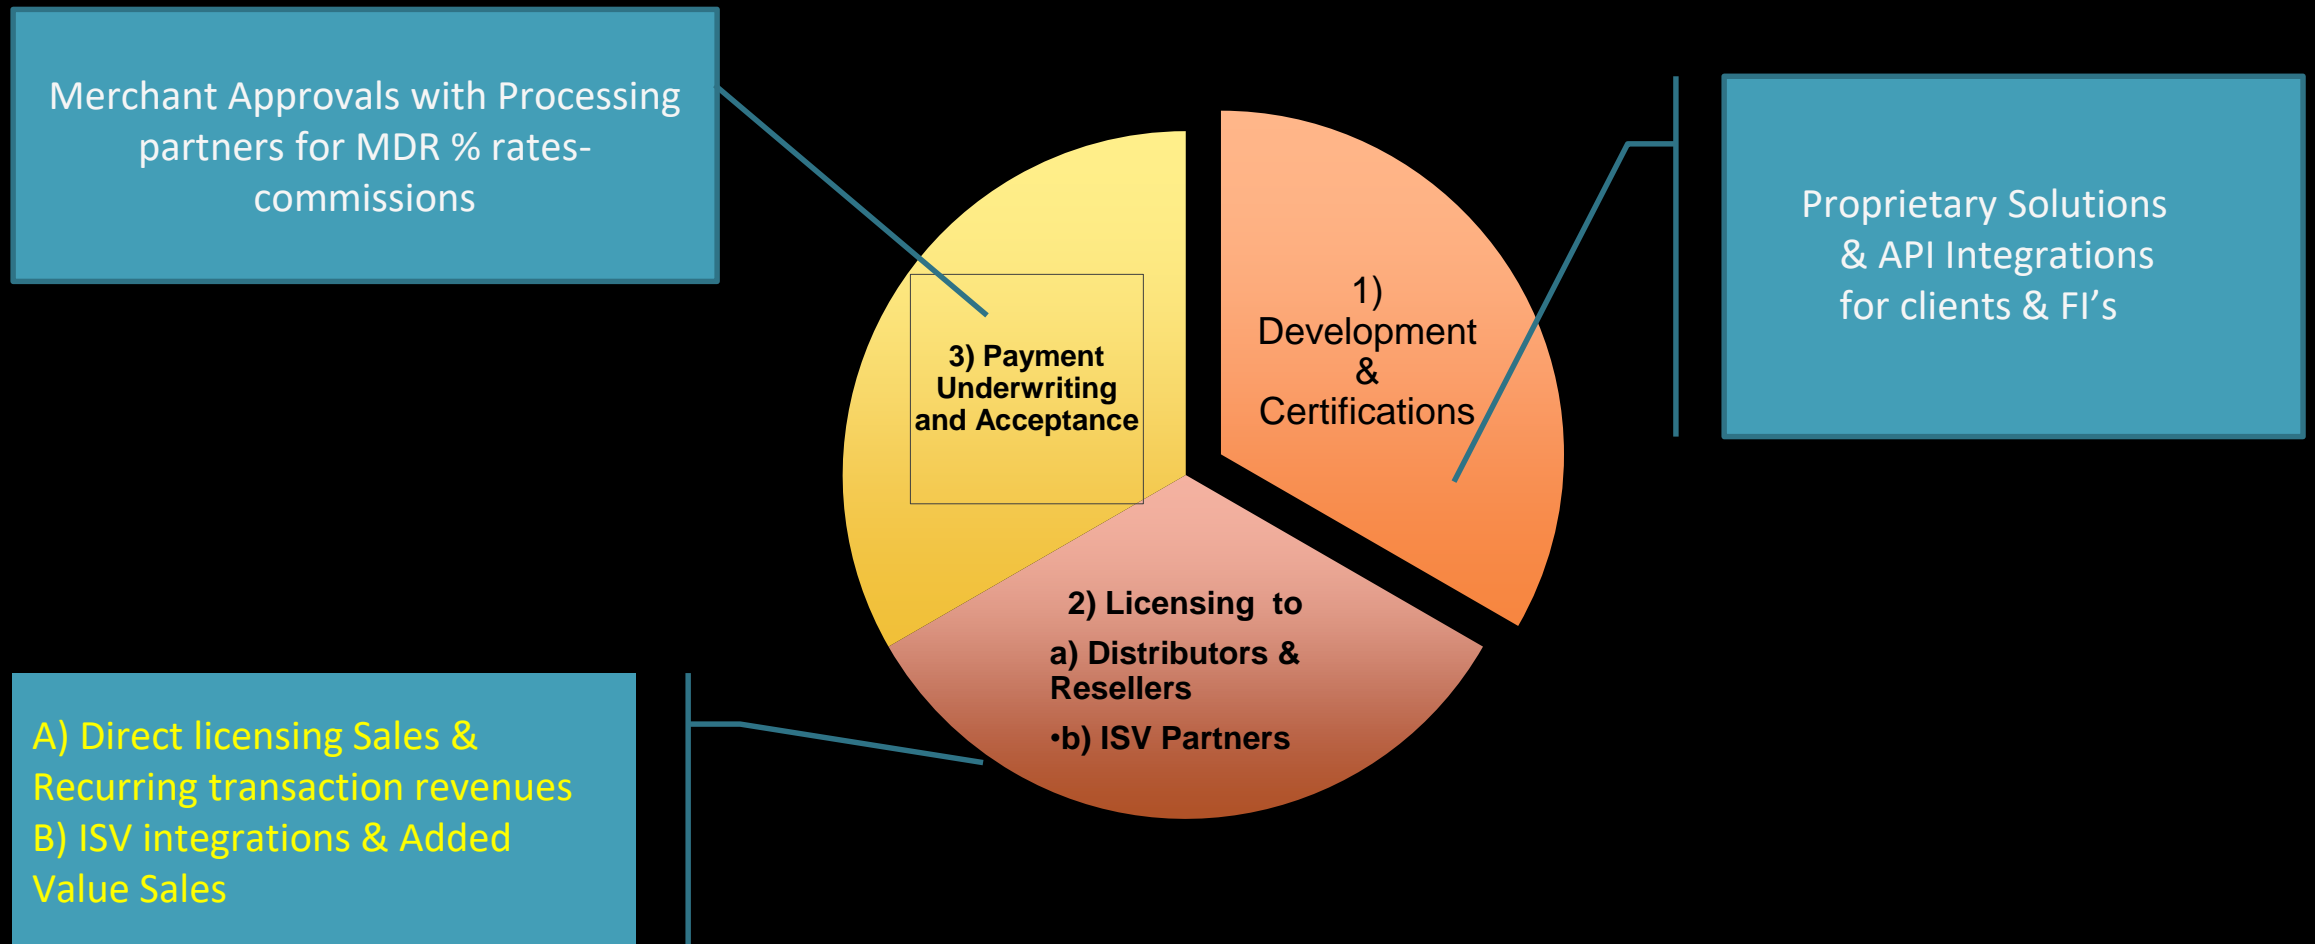 Merchant Approvals with Processing
partners for MDR % rates-
commissions
Proprietary Solutions
& API Integrations
for clients & FI’s
1)
Development
&
Certifications
3) Payment
Underwriting
and Acceptance
2) Licensing  to
a) Distributors &
Resellers
•b) ISV Partners
A) Direct licensing Sales &
Recurring transaction revenues
B) ISV integrations & Added
Value Sales